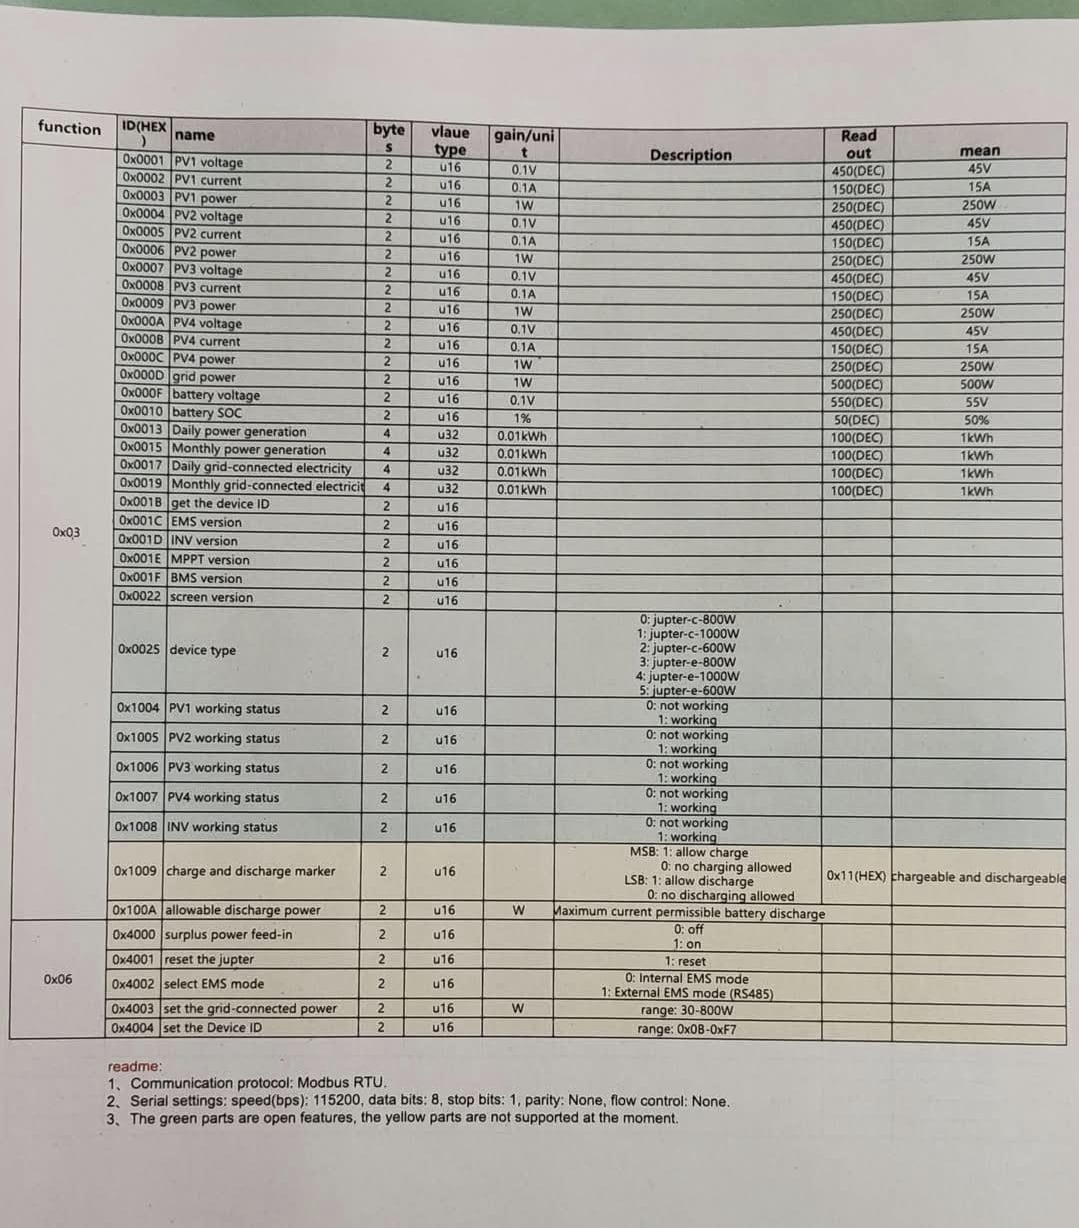 function ID(HEX) name bytes vlaue type gain/unit Description Read out mean
0x03
0x0001 PV1 voltage 2 u16 0.1V 450(DEC) 45V
0x0002 PV1 current 2 u16 0.1A 150(DEC) 15A
0x0003 PV1 power 2 u16 1W 250(DEC) 250W
0x0004 PV2 voltage 2 u16 0.1V 450(DEC) 45V
0x0005 PV2 current 2 u16 0.1A 150(DEC) 15A
0x0006 PV2 power 2 u16 1W 250(DEC) 250W
0x0007 PV3 voltage 2 u16 0.1V 450(DEC) 45V
0x0008 PV3 current 2 u16 0.1A 150(DEC) 15A
0x0009 PV3 power 2 u16 1W 250(DEC) 250W
0x000A PV4 voltage 2 u16 0.1V 450(DEC) 45V
0x000B PV4 current 2 u16 0.1A 150(DEC) 15A
0x000C PV4 power 2 u16 1W 250(DEC) 250W
0x000D grid power 2 u16 1W 500(DEC) 500W
0x000F battery voltage 2 u16 0.1V 550(DEC) 55V
0x0010 battery SOC 2 u16 1% 50(DEC) 50%
0x0013 Daily power generation 4 u32 0.01kWh 100(DEC) 1kWh
0x0015 Monthly power generation 4 u32 0.01kWh 100(DEC) 1kWh
0x0017 Daily grid-connected electricity 4 u32 0.01kWh 100(DEC) 1kWh
0x0019 Monthly grid-connected electricit 4 u32 0.01kWh 100(DEC) 1kWh
0x001B get the device ID 2 u16
0x001C EMS version 2 u16
0x001D INV version 2 u16
0x001E MPPT version 2 u16
0x001F BMS version 2 u16
0x0022 screen version 2 u16
0x0025 device type 2 u16
0: jupter-c-800W
1: jupter-c-1000W
2: jupter-c-600W
3: jupter-e-800W
4: jupter-e-1000W
5: jupter-e-600W
0x1004 PV1 working status 2 u16
0: not working
1: working
0x1005 PV2 working status 2 u16
0: not working
1: working
0x1006 PV3 working status 2 u16
0: not working
1: working
0x1007 PV4 working status 2 u16
0: not working
1: working
0x1008 INV working status 2 u16
0: not working
1: working
0x1009 charge and discharge marker 2 u16
MSB: 1: allow charge
0: no charging allowed
LSB: 1: allow discharge
0: no discharging allowed
0x11(HEX) chargeable and dischargeable
0x100A allowable discharge power 2 u16 W Maximum current permissible battery discharge
0x06
0x4000 surplus power feed-in 2 u16
0: off
1: on
0x4001 reset the jupter 2 u16 1: reset
0x4002 select EMS mode 2 u16
0: Internal EMS mode
1: External EMS mode (RS485)
0x4003 set the grid-connected power 2 u16 W range: 30-800W
0x4004 set the Device ID 2 u16 range: 0x0B-0xF7
readme:
1、Communication protocol: Modbus RTU.
2、Serial settings: speed(bps): 115200, data bits: 8, stop bits: 1, parity: None, flow control: None.
3、The green parts are open features, the yellow parts are not supported at the moment.